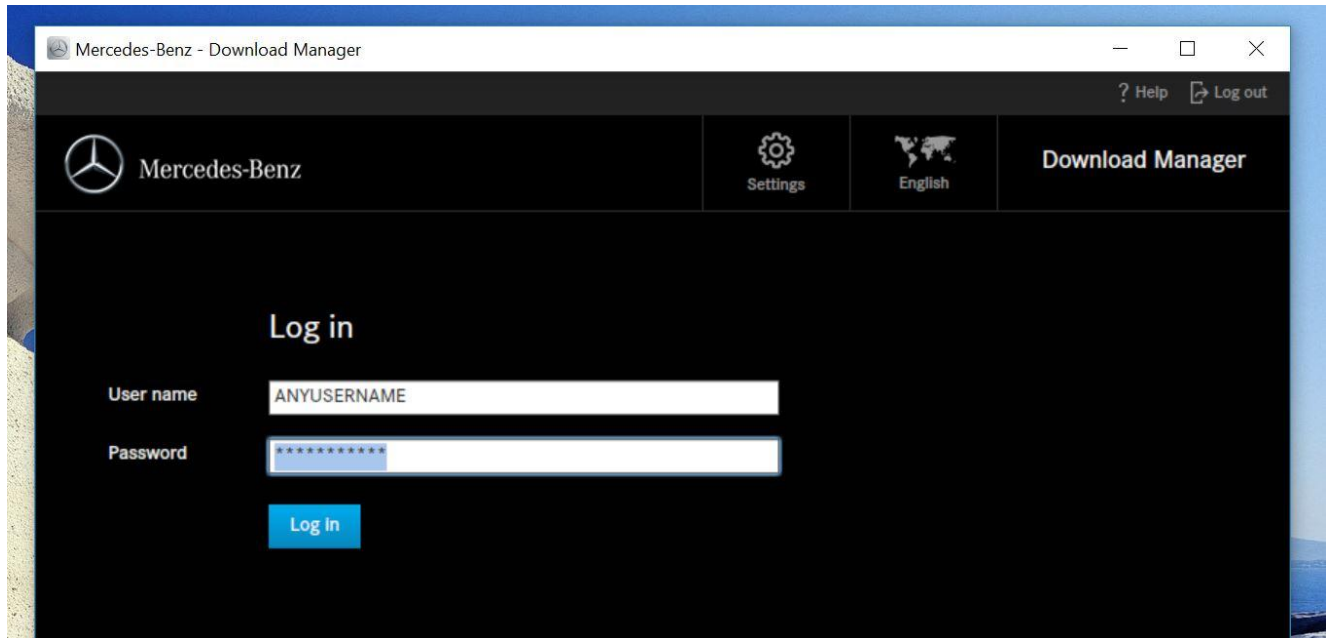 Mercedes-Benz - Download Manager
? Help Log out
Mercedes-Benz
Settings
English
Download Manager
Log in
User name ANYUSERNAME
Password ***********
Log in